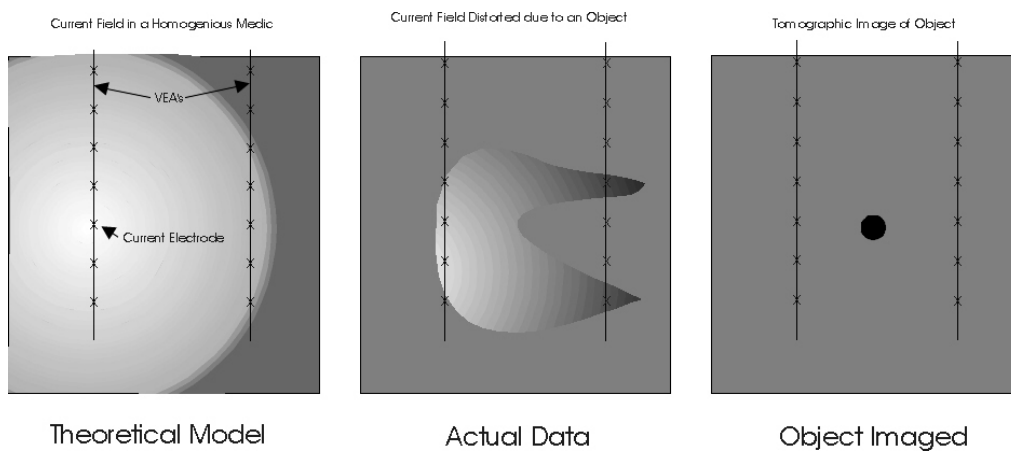 Current Field in a Homogenious Medic
Current Field Distorted due to an Object
Tomographic Image of Object
VEA's
Current Electrode
Theoretical Model
Actual Data
Object Imaged